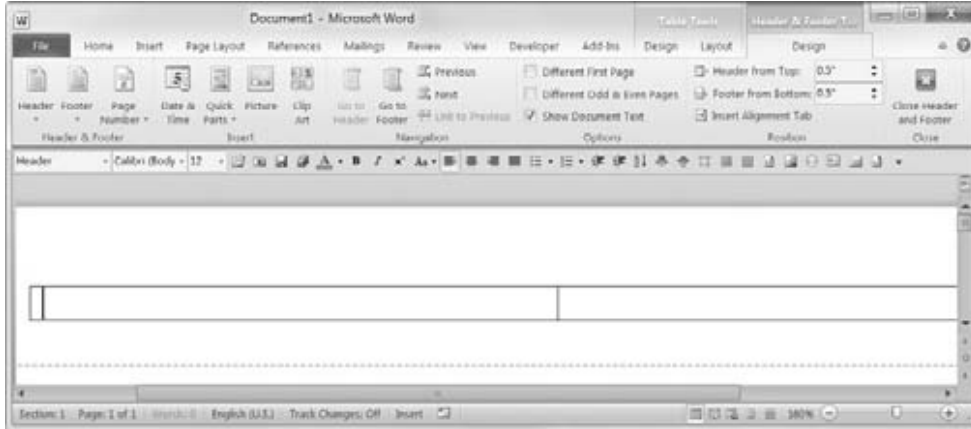 W Document1 - Microsoft Word Table Tools Header & Footer T...
File Home Insert Page Layout References Mailings Review View Developer Add-Ins Design Layout Design
Header Footer Page Number Date & Time Quick Parts Picture Clip Art Go to Header Go to Footer Previous Next Link to Previous Different First Page Different Odd & Even Pages Show Document Text Header from Top: 0.5" Footer from Bottom: 0.5" Insert Alignment Tab Close Header and Footer
Header & Footer Insert Navigation Options Position Close
Header Calibri (Body 12 A B I Aa
Section: 1 Page: 1 of 1 Words: 0 English (U.S.) Track Changes: Off Insert 160%